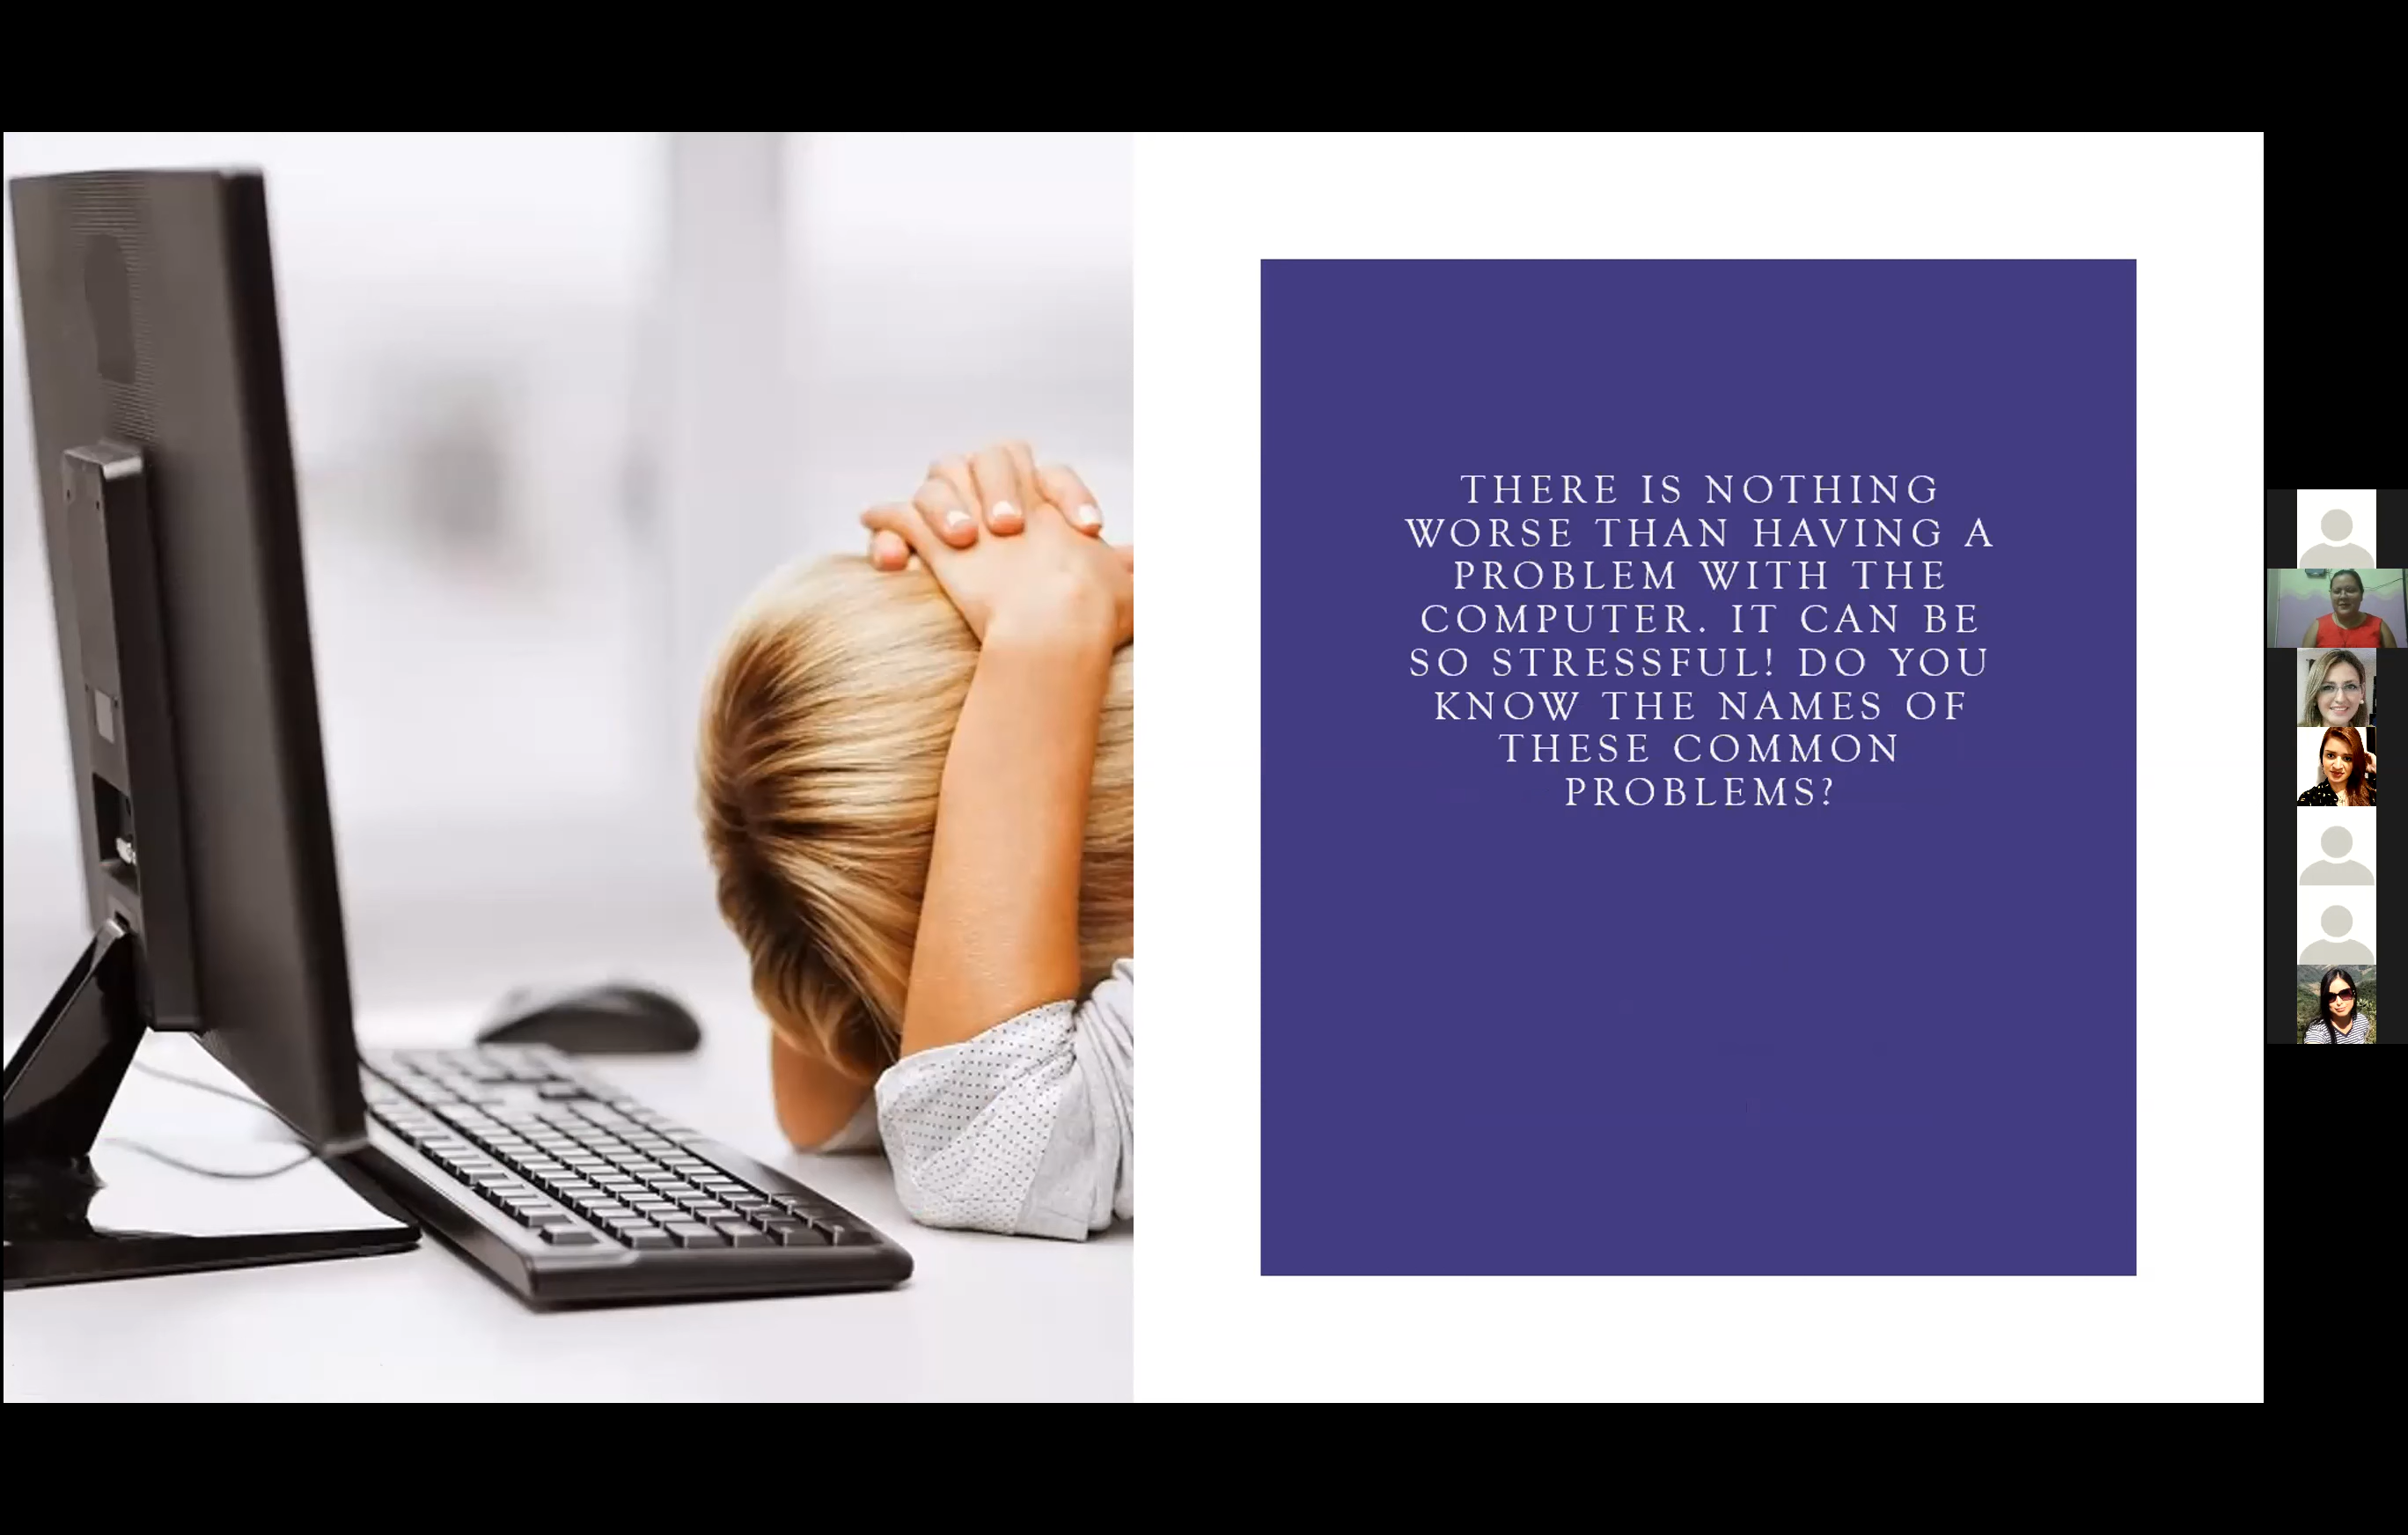 THERE IS NOTHING
WORSE THAN HAVING A
PROBLEM WITH THE
COMPUTER. IT CAN BE
SO STRESSFUL! DO YOU
KNOW THE NAMES OF
THESE COMMON
PROBLEMS?